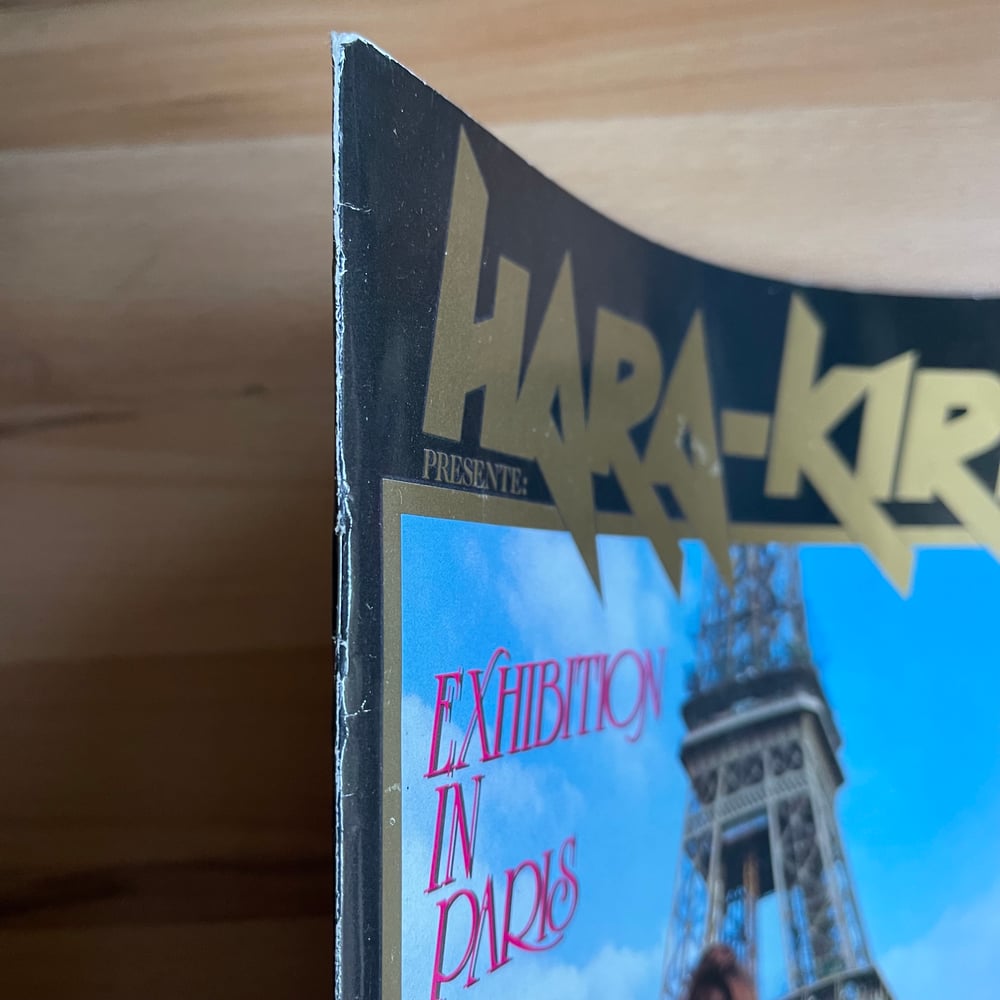 HARA-KIR
PRESENTE:
EXHIBITION
IN
PARIS